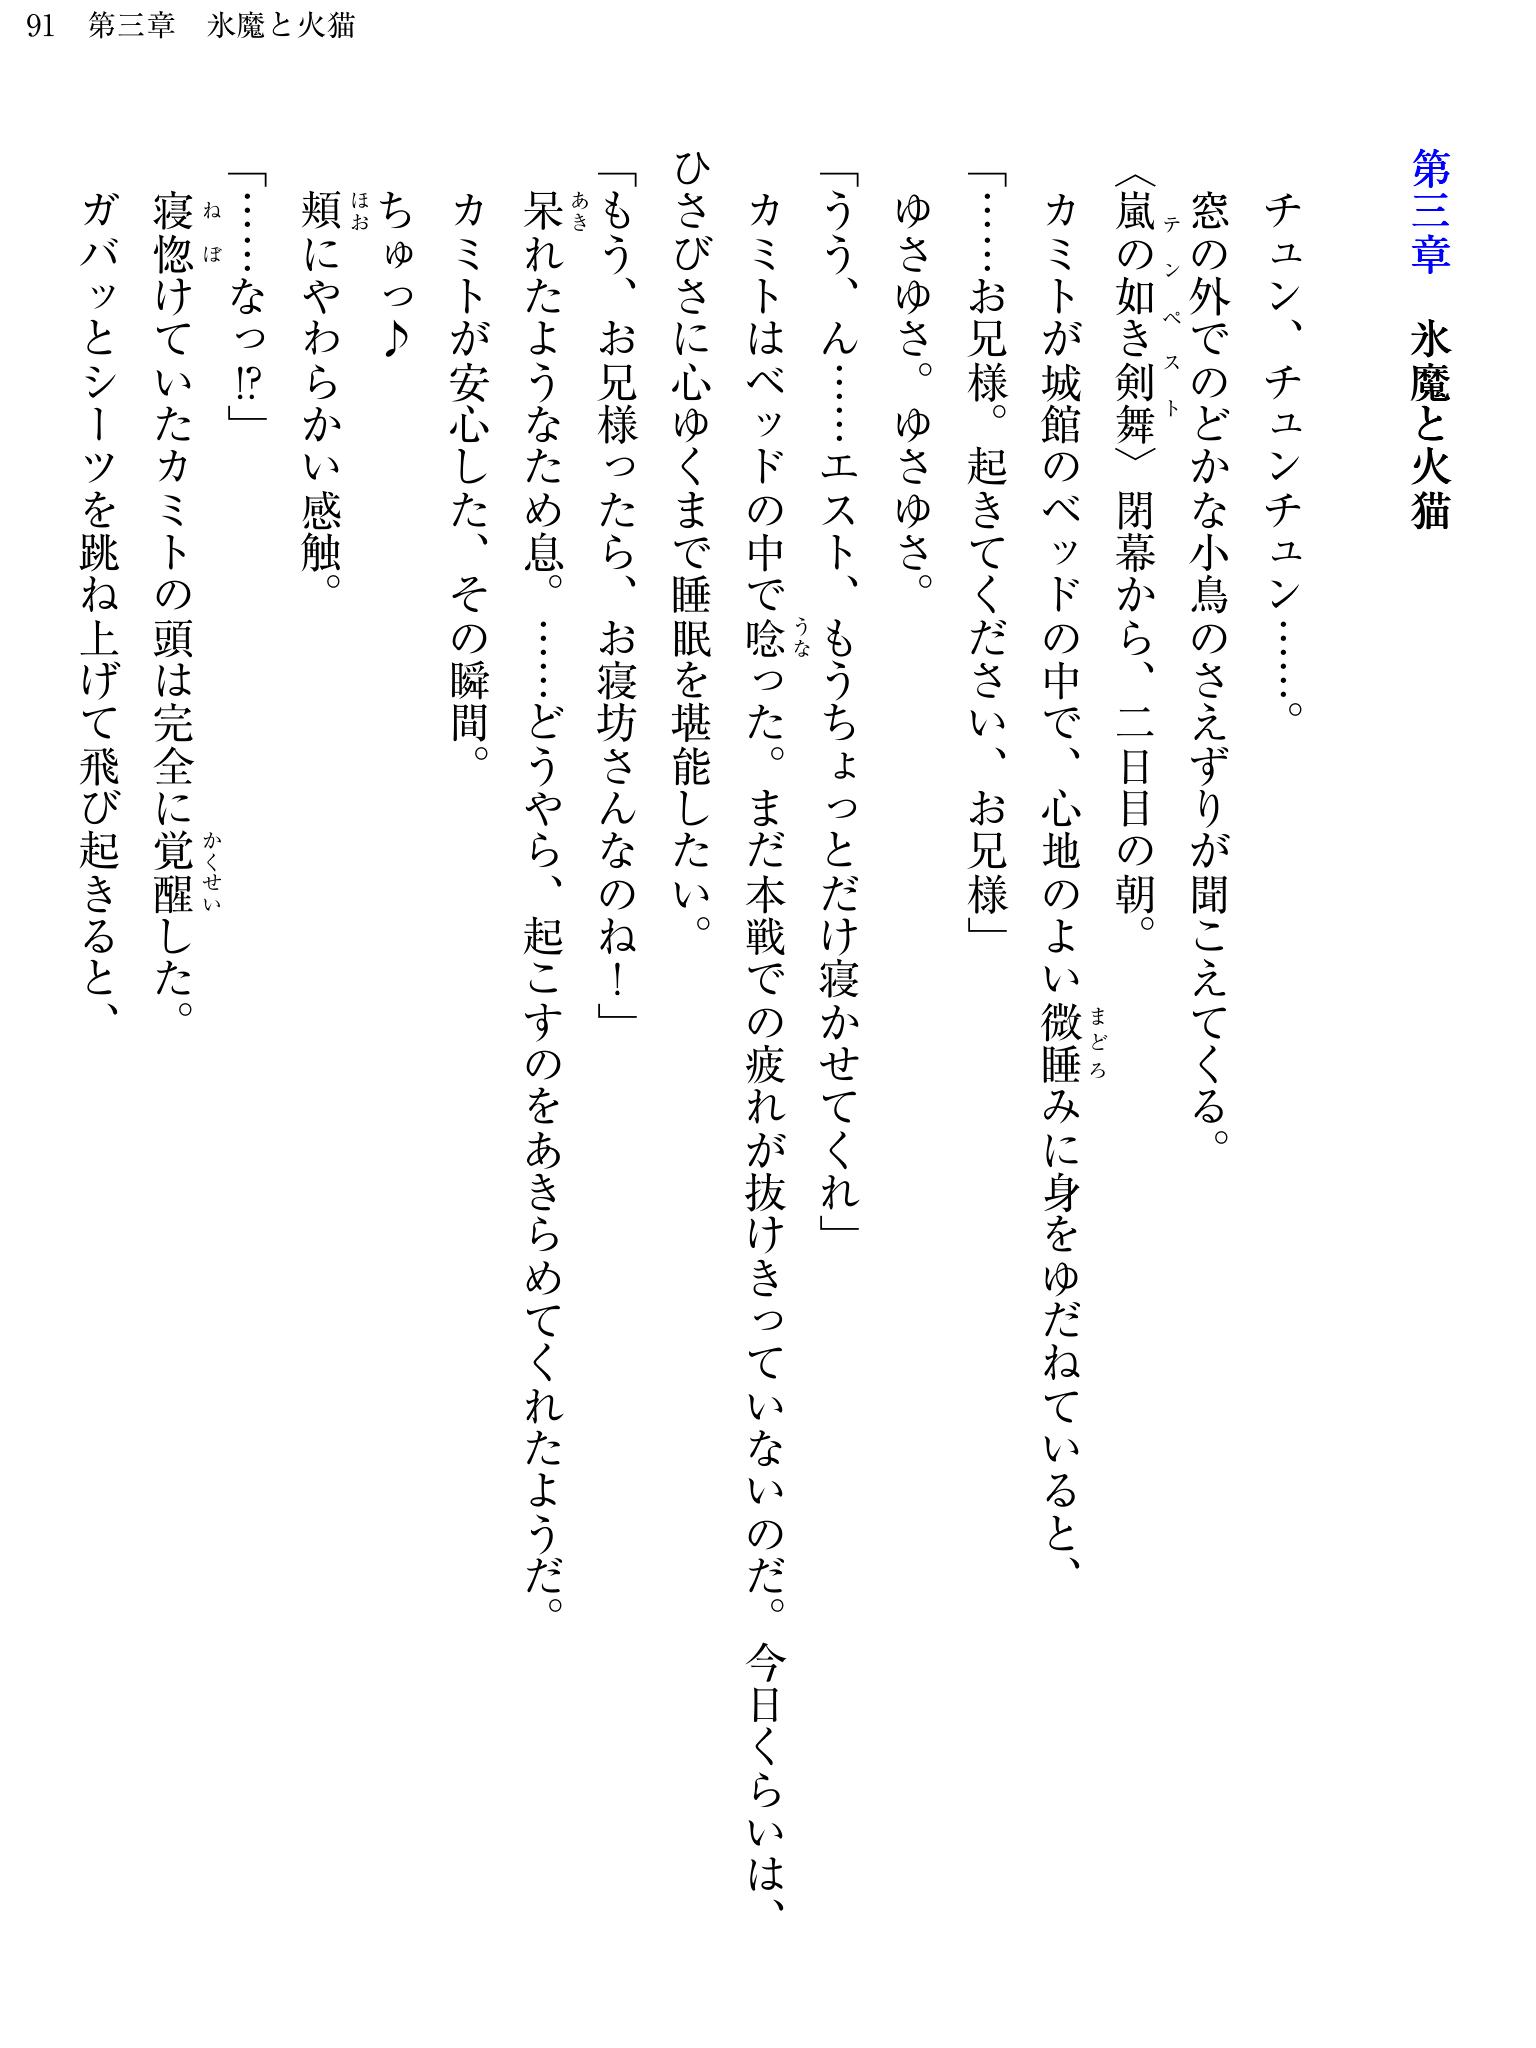 91　第三章　氷魔と火猫
第三章　氷魔と火猫
チュン、チュンチュン……。
窓の外でのどかな小鳥のさえずりが聞こえてくる。
〈嵐の如き剣舞〉閉幕から、二日目の朝。
テンペスト
カミトが城館のベッドの中で、心地のよい微睡みに身をゆだねていると、
まどろ
「……お兄様。起きてください、お兄様」
ゆさゆさ。ゆさゆさ。
「うう、ん……エスト、もうちょっとだけ寝かせてくれ」
カミトはベッドの中で唸った。まだ本戦での疲れが抜けきっていないのだ。今日くらいは、
うな
ひさびさに心ゆくまで睡眠を堪能したい。
「もう、お兄様ったら、お寝坊さんなのね！」
呆れたようなため息。……どうやら、起こすのをあきらめてくれたようだ。
あき
カミトが安心した、その瞬間。
ちゅっ♪
頬にやわらかい感触。
ほお
「……なっ!?」
寝惚けていたカミトの頭は完全に覚醒した。
ねぼ
かくせい
ガバッとシーツを跳ね上げて飛び起きると、